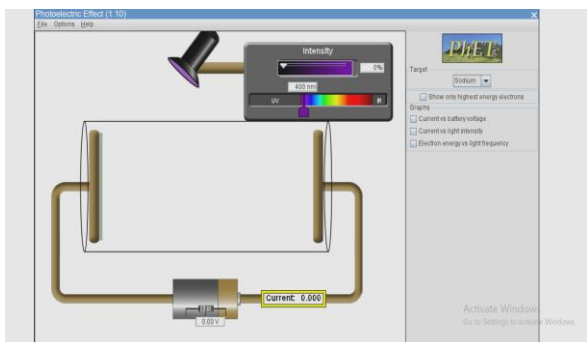 Photoelectric Effect (1.10)
File Options Help
Intensity
0%
400 nm
UV
IR
0.00 V
Current: 0.000
PhET
Target
Sodium
Show only highest energy electrons
Graphs
Current vs battery voltage
Current vs light intensity
Electron energy vs light frequency
Activate Windows
Go to Settings to activate Windows.